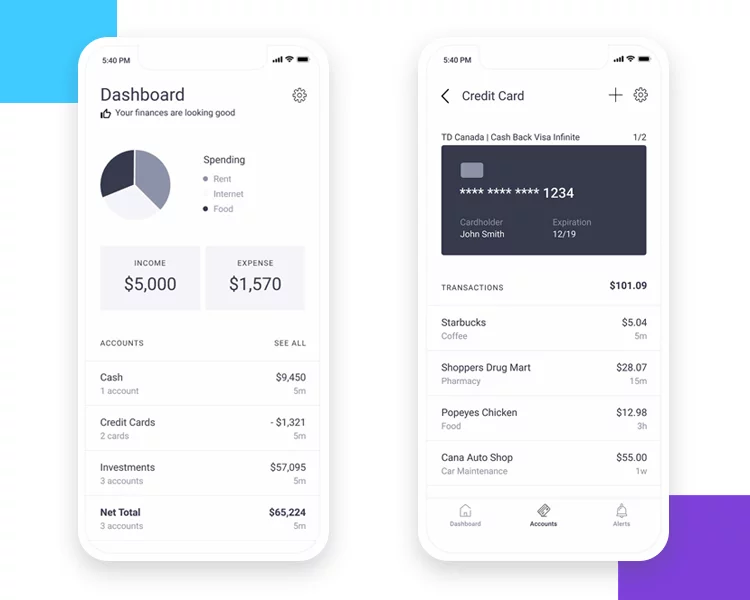 5:40 PM
Dashboard
Your finances are looking good
Spending
Rent
Internet
Food
INCOME
$5,000
EXPENSE
$1,570
ACCOUNTS SEE ALL
Cash $9,450
1 account 5m
Credit Cards - $1,321
2 cards 5m
Investments $57,095
3 accounts 5m
Net Total $65,224
3 accounts 5m
5:40 PM
Credit Card
TD Canada | Cash Back Visa Infinite 1/2
**** **** **** 1234
Cardholder Expiration
John Smith 12/19
TRANSACTIONS $101.09
Starbucks $5.04
Coffee 5m
Shoppers Drug Mart $28.07
Pharmacy 15m
Popeyes Chicken $12.98
Food 3h
Cana Auto Shop $55.00
Car Maintenance 1w
Dashboard Accounts Alerts